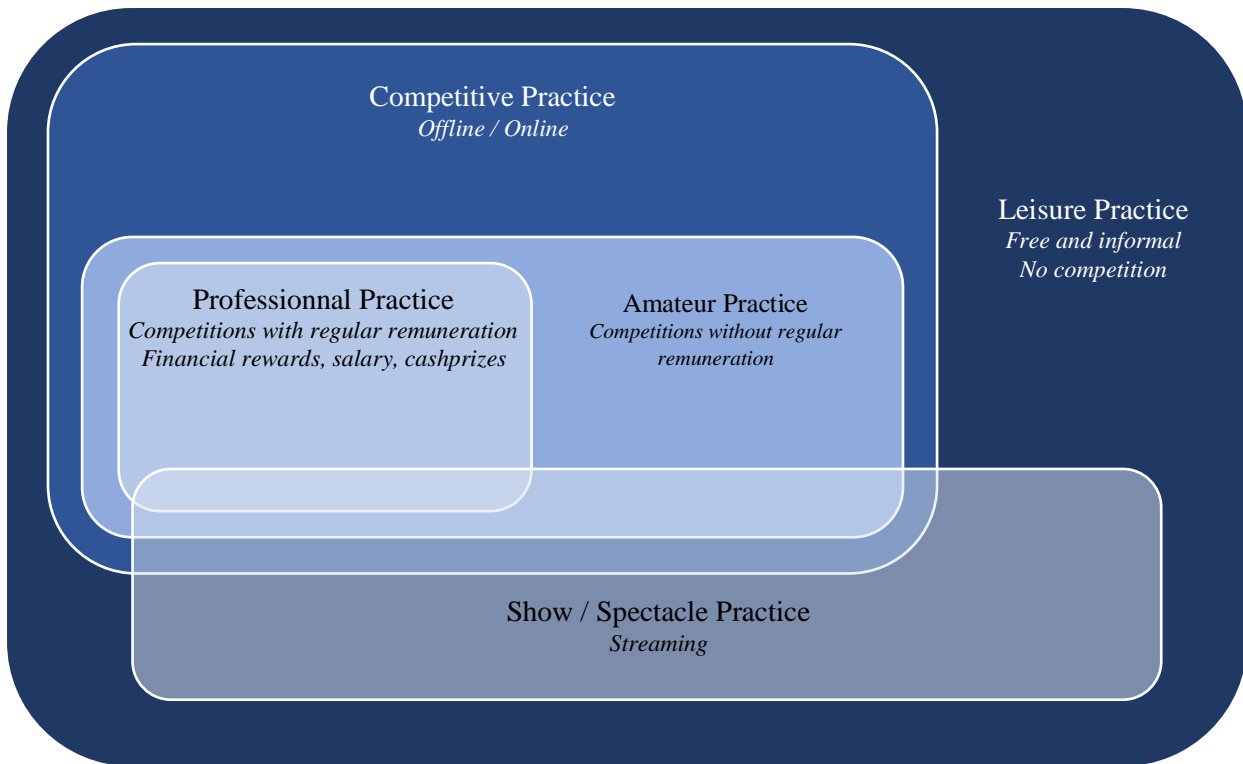 Competitive Practice
Offline / Online
Leisure Practice
Free and informal
No competition
Professionnal Practice
Competitions with regular remuneration
Financial rewards, salary, cashprizes
Amateur Practice
Competitions without regular
remuneration
Show / Spectacle Practice
Streaming